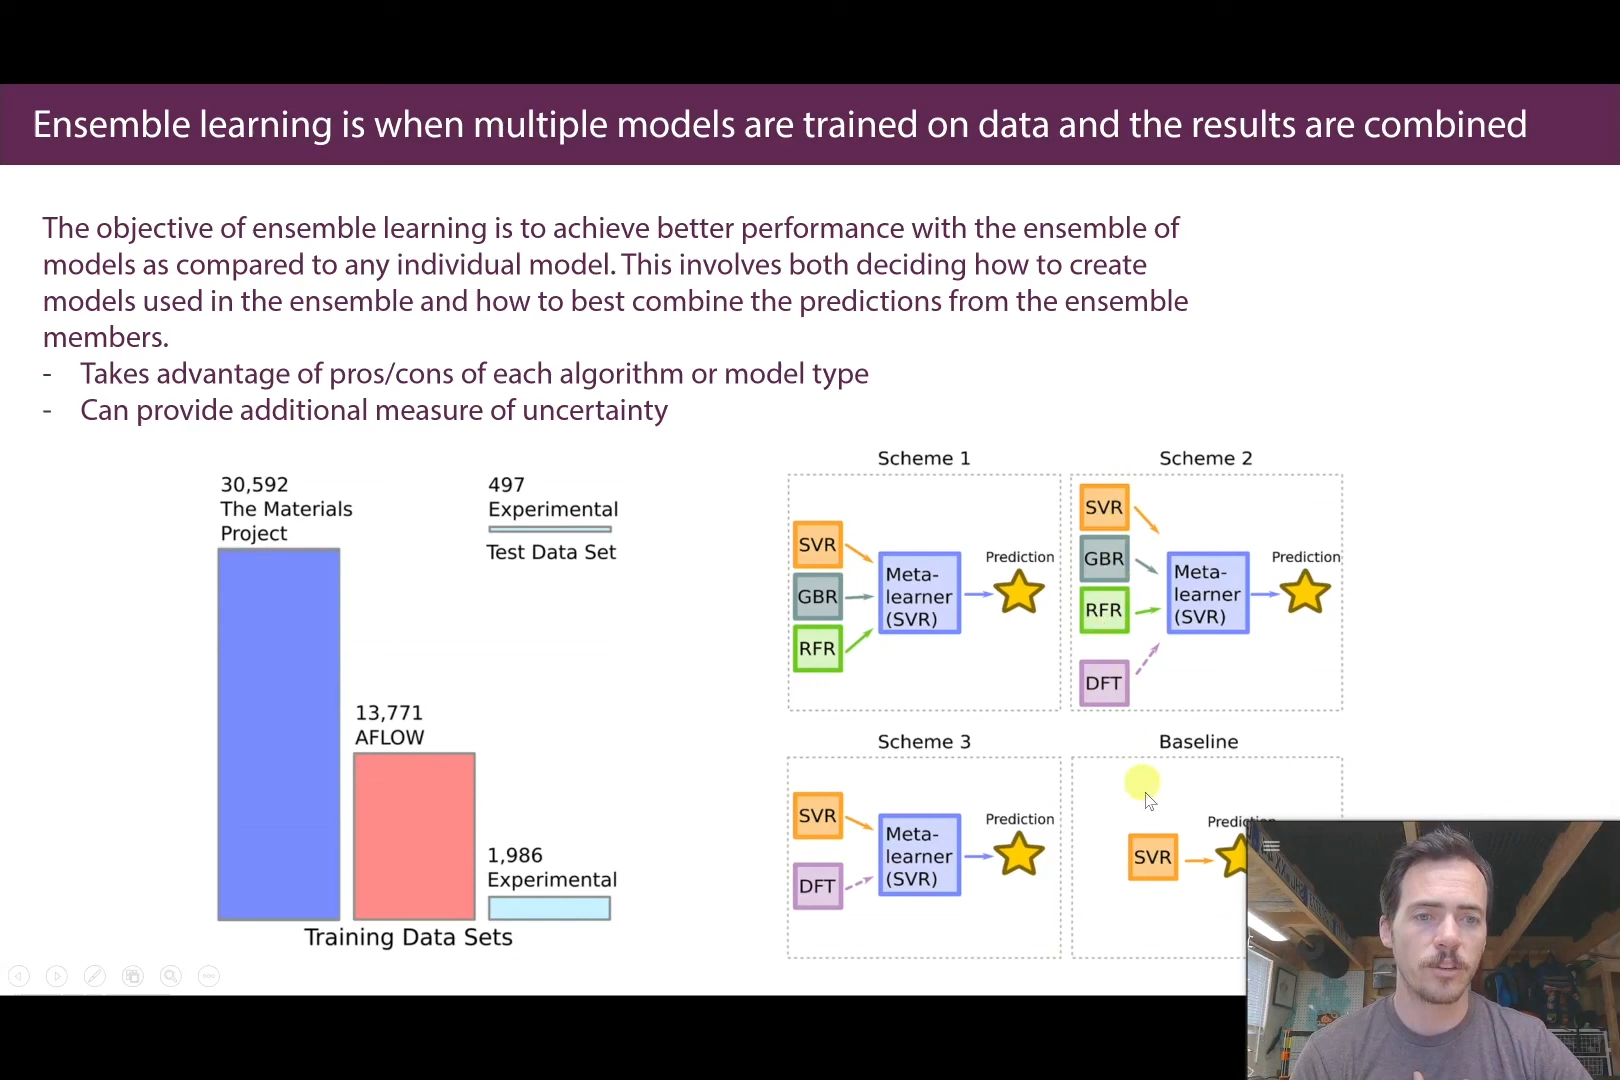 Ensemble learning is when multiple models are trained on data and the results are combined
The objective of ensemble learning is to achieve better performance with the ensemble of
models as compared to any individual model. This involves both deciding how to create
models used in the ensemble and how to best combine the predictions from the ensemble
members.
- Takes advantage of pros/cons of each algorithm or model type
- Can provide additional measure of uncertainty
30,592
The Materials
Project
497
Experimental
Test Data Set
13,771
AFLOW
1,986
Experimental
Training Data Sets
Scheme 1
SVR
GBR
RFR
Meta-
learner
(SVR)
Prediction
Scheme 2
SVR
GBR
RFR
DFT
Meta-
learner
(SVR)
Prediction
Scheme 3
SVR
DFT
Meta-
learner
(SVR)
Prediction
Baseline
SVR